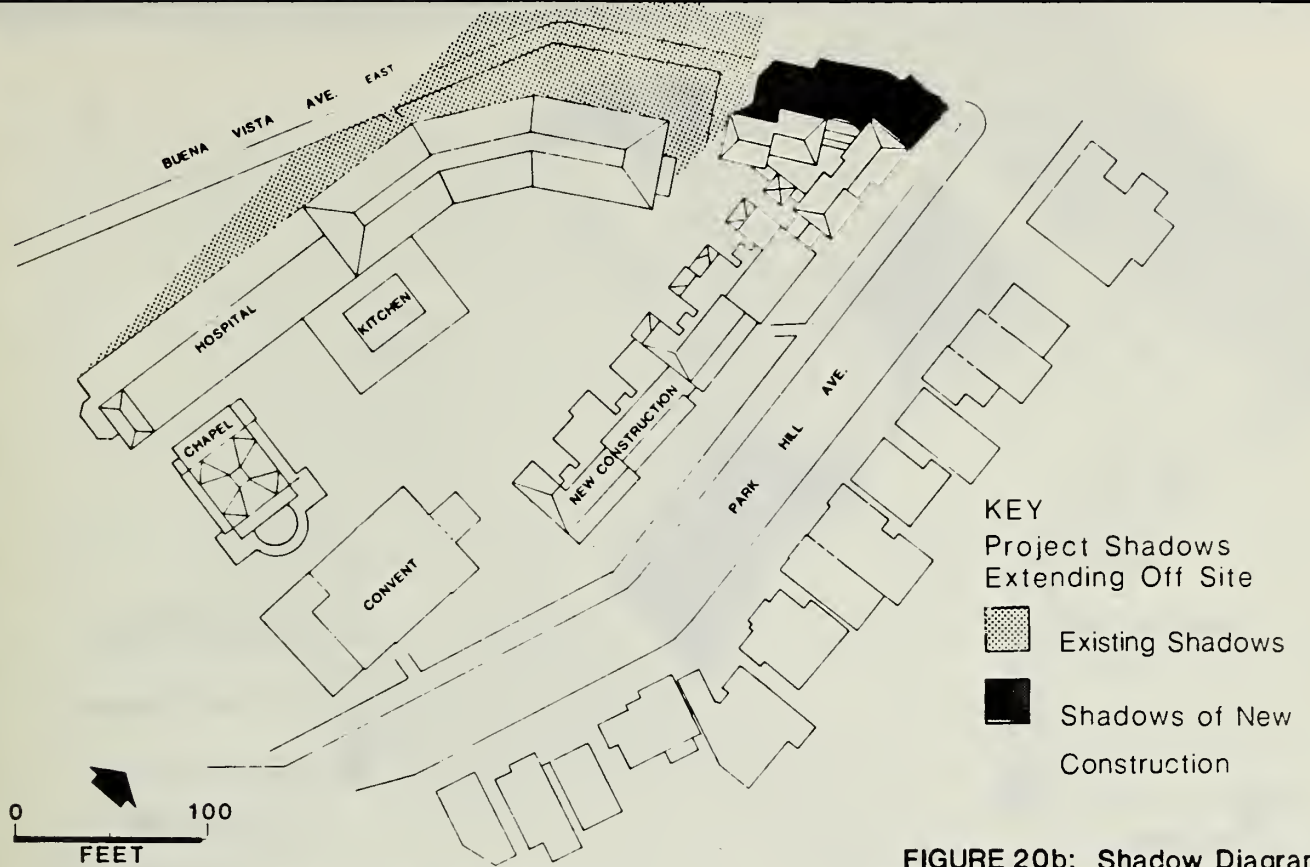 BUENA VISTA AVE. EAST
HOSPITAL
KITCHEN
CHAPEL
CONVENT
NEW CONSTRUCTION
PARK HILL AVE.
KEY
Project Shadows
Extending Off Site
Existing Shadows
Shadows of New
Construction
0 100
FEET
FIGURE 20b: Shadow Diagram